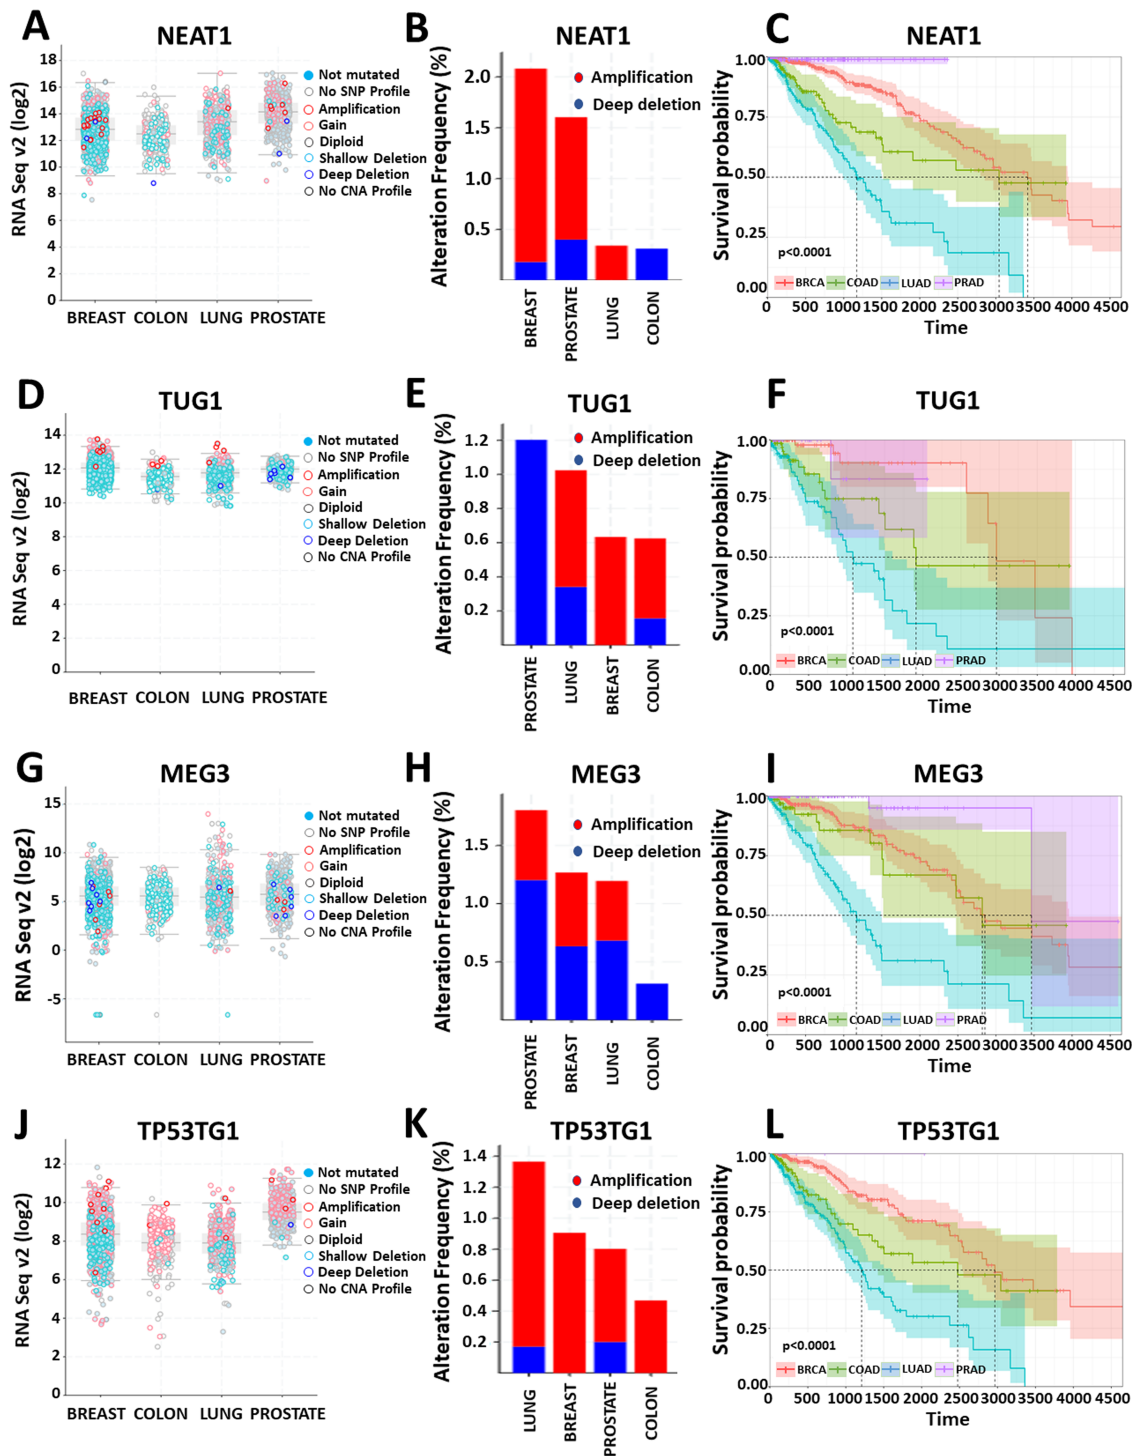 A
NEAT1
RNA Seq v2 (log2)
18
16
14
12
10
8
6
4
2
0
BREAST COLON LUNG PROSTATE
Not mutated
No SNP Profile
Amplification
Gain
Diploid
Shallow Deletion
Deep Deletion
No CNA Profile
B
NEAT1
Alteration Frequency (%)
2.0
1.5
1.0
0.5
Amplification
Deep deletion
BREAST
PROSTATE
LUNG
COLON
C
NEAT1
Survival probability
1.00
0.75
0.50
0.25
0.00
p<0.0001
BRCA COAD LUAD PRAD
0 500 1000 1500 2000 2500 3000 3500 4000 4500
Time
D
TUG1
RNA Seq v2 (log2)
14
12
10
8
6
4
2
0
BREAST COLON LUNG PROSTATE
Not mutated
No SNP Profile
Amplification
Gain
Diploid
Shallow Deletion
Deep Deletion
No CNA Profile
E
TUG1
Alteration Frequency (%)
1.2
1.0
0.8
0.6
0.4
0.2
Amplification
Deep deletion
PROSTATE
LUNG
BREAST
COLON
F
TUG1
Survival probability
1.00
0.75
0.50
0.25
0.00
p<0.0001
BRCA COAD LUAD PRAD
0 500 1000 1500 2000 2500 3000 3500 4000 4500
Time
G
MEG3
RNA Seq v2 (log2)
15
10
5
0
-5
BREAST COLON LUNG PROSTATE
Not mutated
No SNP Profile
Amplification
Gain
Diploid
Shallow Deletion
Deep Deletion
No CNA Profile
H
MEG3
Alteration Frequency (%)
1.5
1.0
0.5
Amplification
Deep deletion
PROSTATE
BREAST
LUNG
COLON
I
MEG3
Survival probability
1.00
0.75
0.50
0.25
0.00
p<0.0001
BRCA COAD LUAD PRAD
0 500 1000 1500 2000 2500 3000 3500 4000 4500
Time
J
TP53TG1
RNA Seq v2 (log2)
12
10
8
6
4
2
0
BREAST COLON LUNG PROSTATE
Not mutated
No SNP Profile
Amplification
Gain
Diploid
Shallow Deletion
Deep Deletion
No CNA Profile
K
TP53TG1
Alteration Frequency (%)
1.4
1.2
1.0
0.8
0.6
0.4
0.2
Amplification
Deep deletion
LUNG
BREAST
PROSTATE
COLON
L
TP53TG1
Survival probability
1.00
0.75
0.50
0.25
0.00
p<0.0001
BRCA COAD LUAD PRAD
0 500 1000 1500 2000 2500 3000 3500 4000 4500
Time